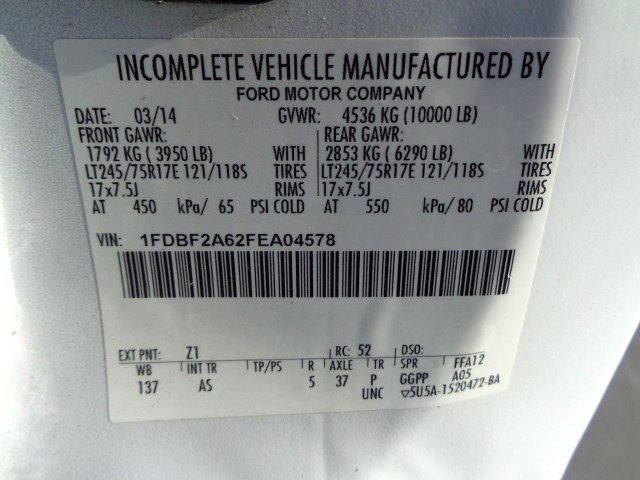 INCOMPLETE VEHICLE MANUFACTURED BY
FORD MOTOR COMPANY
DATE: 03/14 GVWR: 4536 KG (10000 LB)
FRONT GAWR: REAR GAWR:
1792 KG ( 3950 LB) WITH 2853 KG ( 6290 LB) WITH
LT245/75R17E 121/118S TIRES LT245/75R17E 121/118S TIRES
17x7.5J RIMS 17x7.5J RIMS
AT 450 kPa/ 65 PSI COLD AT 550 kPa/ 80 PSI COLD
VIN: 1FDBF2A62FEA04578
EXT PNT: Z1 RC: 52 DSO:
WB INT TR TP/PS R AXLE TR SPR FFA12
137 AS 5 37 P GGPP A05
UNC ▽5U5A-1520472-BA